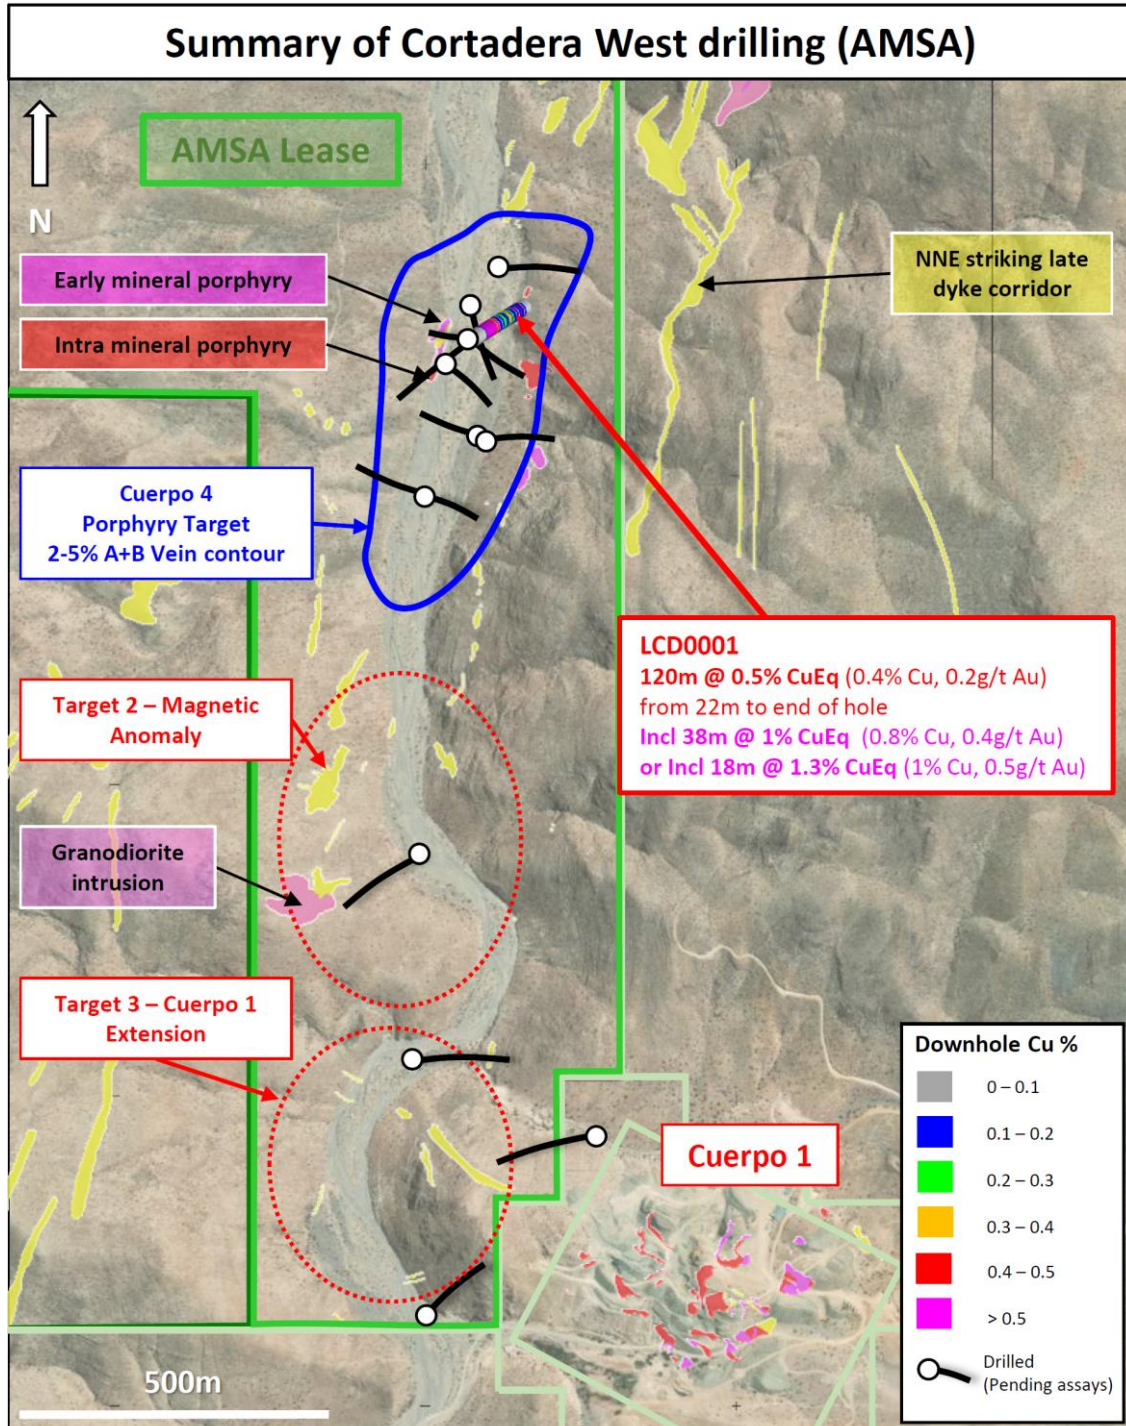 Summary of Cortadera West drilling (AMSA)
AMSA Lease
N
Early mineral porphyry
Intra mineral porphyry
NNE striking late
dyke corridor
Cuerpo 4
Porphyry Target
2-5% A+B Vein contour
LCD0001
120m @ 0.5% CuEq (0.4% Cu, 0.2g/t Au)
from 22m to end of hole
Incl 38m @ 1% CuEq (0.8% Cu, 0.4g/t Au)
or Incl 18m @ 1.3% CuEq (1% Cu, 0.5g/t Au)
Target 2 – Magnetic
Anomaly
Granodiorite
intrusion
Target 3 – Cuerpo 1
Extension
Cuerpo 1
Downhole Cu %
0 – 0.1
0.1 – 0.2
0.2 – 0.3
0.3 – 0.4
0.4 – 0.5
> 0.5
Drilled
(Pending assays)
500m